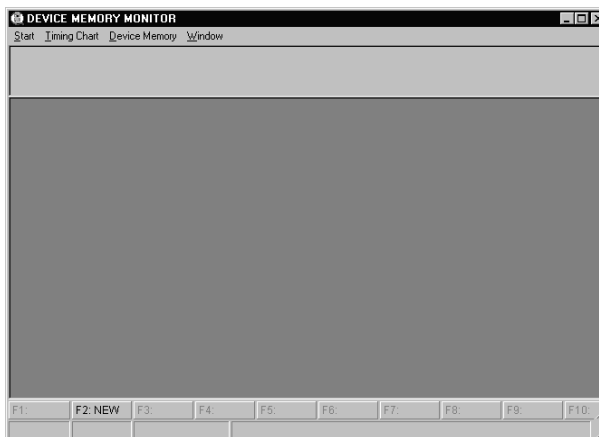 DEVICE MEMORY MONITOR
Start Timing Chart Device Memory Window
F1: F2: NEW F3: F4: F5: F6: F7: F8: F9: F10: